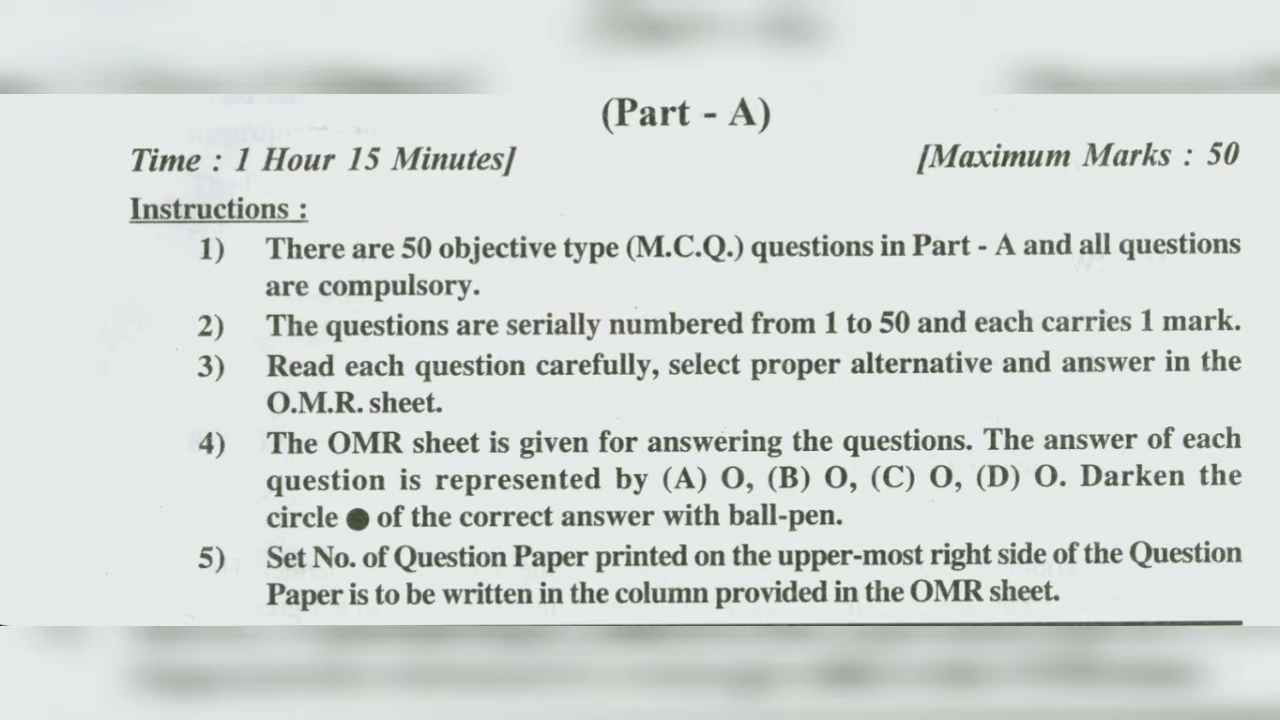 (Part - A)
Time : 1 Hour 15 Minutes]
[Maximum Marks : 50
Instructions :
1) There are 50 objective type (M.C.Q.) questions in Part - A and all questions
are compulsory.
2) The questions are serially numbered from 1 to 50 and each carries 1 mark.
3) Read each question carefully, select proper alternative and answer in the
O.M.R. sheet.
4) The OMR sheet is given for answering the questions. The answer of each
question is represented by (A) O, (B) O, (C) O, (D) O. Darken the
circle ● of the correct answer with ball-pen.
5) Set No. of Question Paper printed on the upper-most right side of the Question
Paper is to be written in the column provided in the OMR sheet.